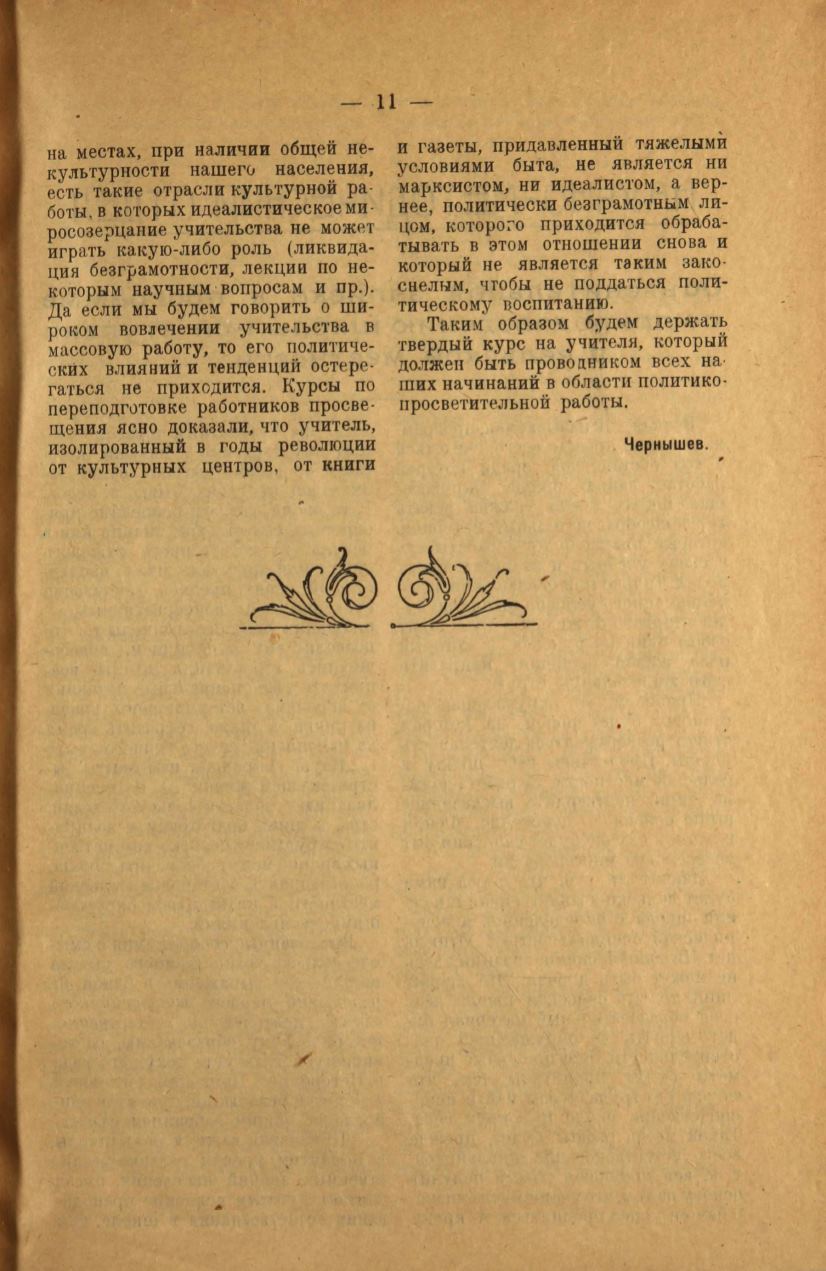 — 11 —
на местах, при наличии общей не-
культурности нашего населения,
есть такие отрасли культурной ра-
боты, в которых идеалистическое ми-
росозерцание учительства не может
играть какую-либо роль (ликвида-
ция безграмотности, лекции по не-
которым научным вопросам и пр.).
Да если мы будем говорить о ши-
роком вовлечении учительства в
массовую работу, то его политиче-
ских влияний и тенденций остере-
гаться не приходится. Курсы по
переподготовке работников просве-
щения ясно доказали, что учитель,
изолированный в годы революции
от культурных центров, от книги
и газеты, придавленный тяжелыми
условиями быта, не является ни
марксистом, ни идеалистом, а вер-
нее, политически безграмотным ли-
цом, которого приходится обраба-
тывать в этом отношении снова и
который не является таким зако-
снелым, чтобы не поддаться поли-
тическому воспитанию.
Таким образом будем держать
твердый курс на учителя, который
должен быть проводником всех на-
ших начинаний в области политико-
просветительной работы.
Чернышев.